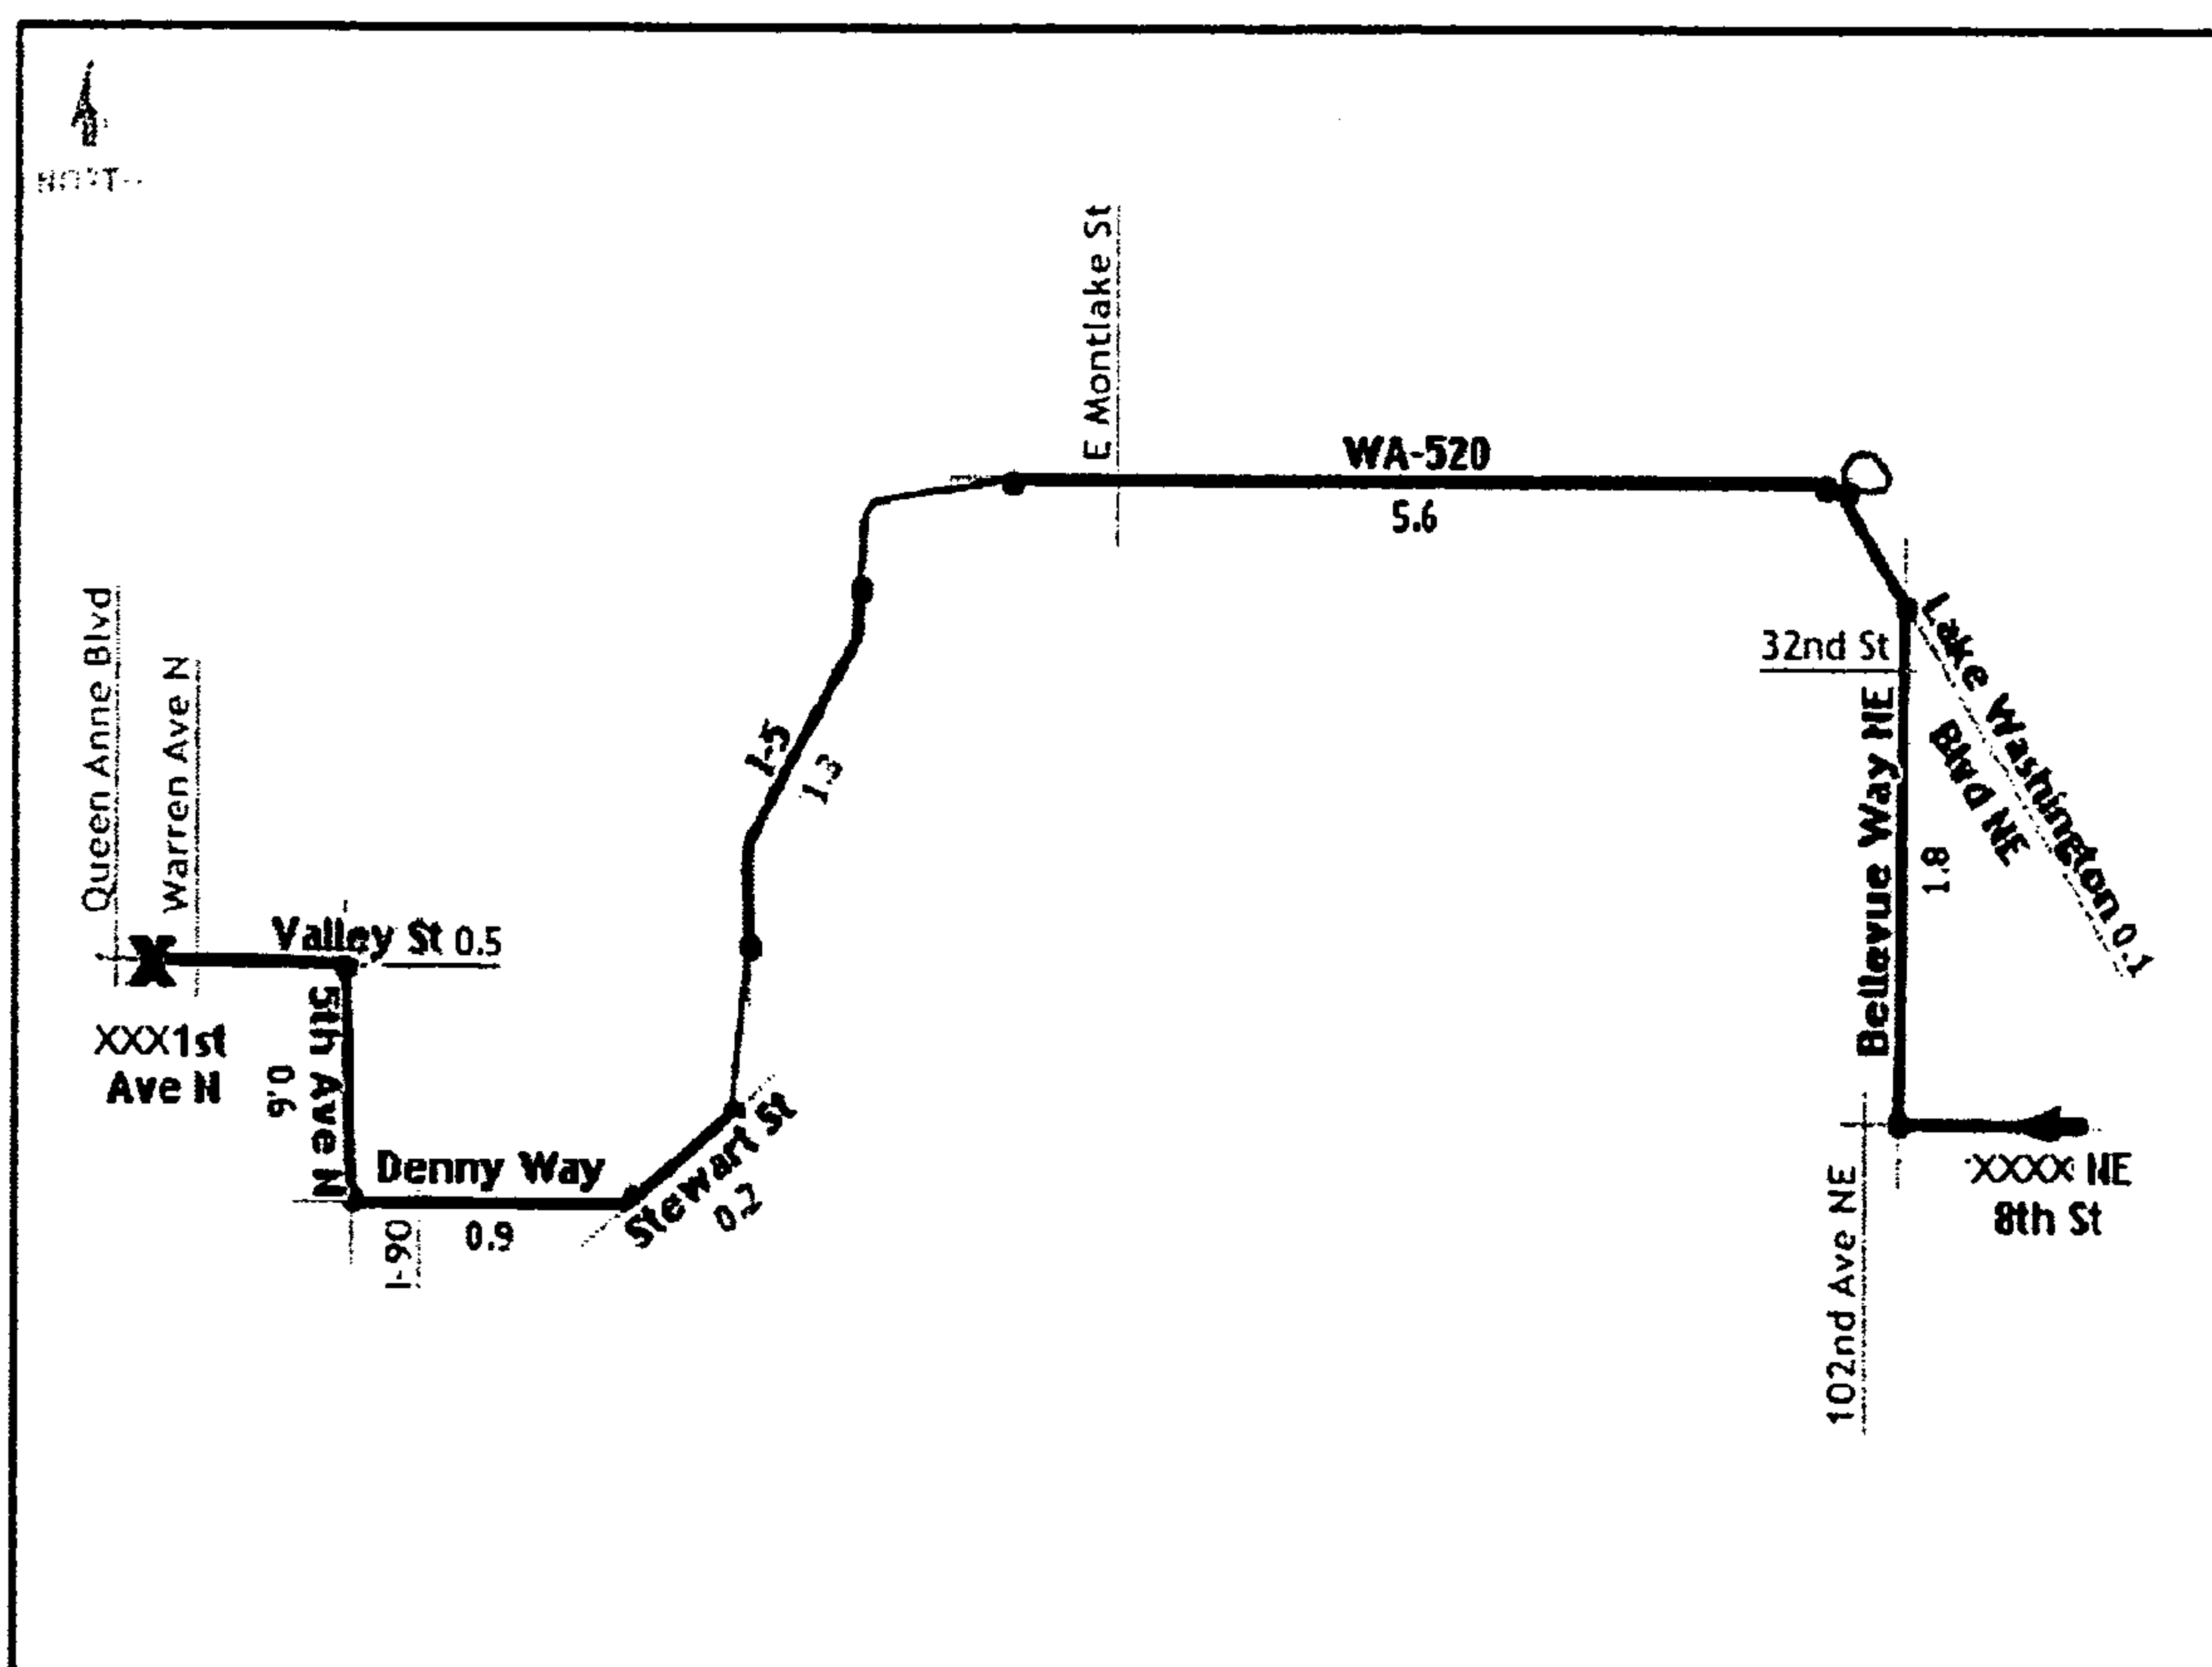 E Montlake St
WA-520
5.6
Queen Anne Blvd
Warren Ave N
32nd St
Lake Washington 0.1
Blvd NE
I-5
1.3
Bellevue Way NE
1.8
Valley St 0.5
X
XXX1st
Ave N
5th Ave N
0.6
Denny Way
0.9
I-90
Stewart St
0.2
XXXX NE
8th St
102nd Ave NE